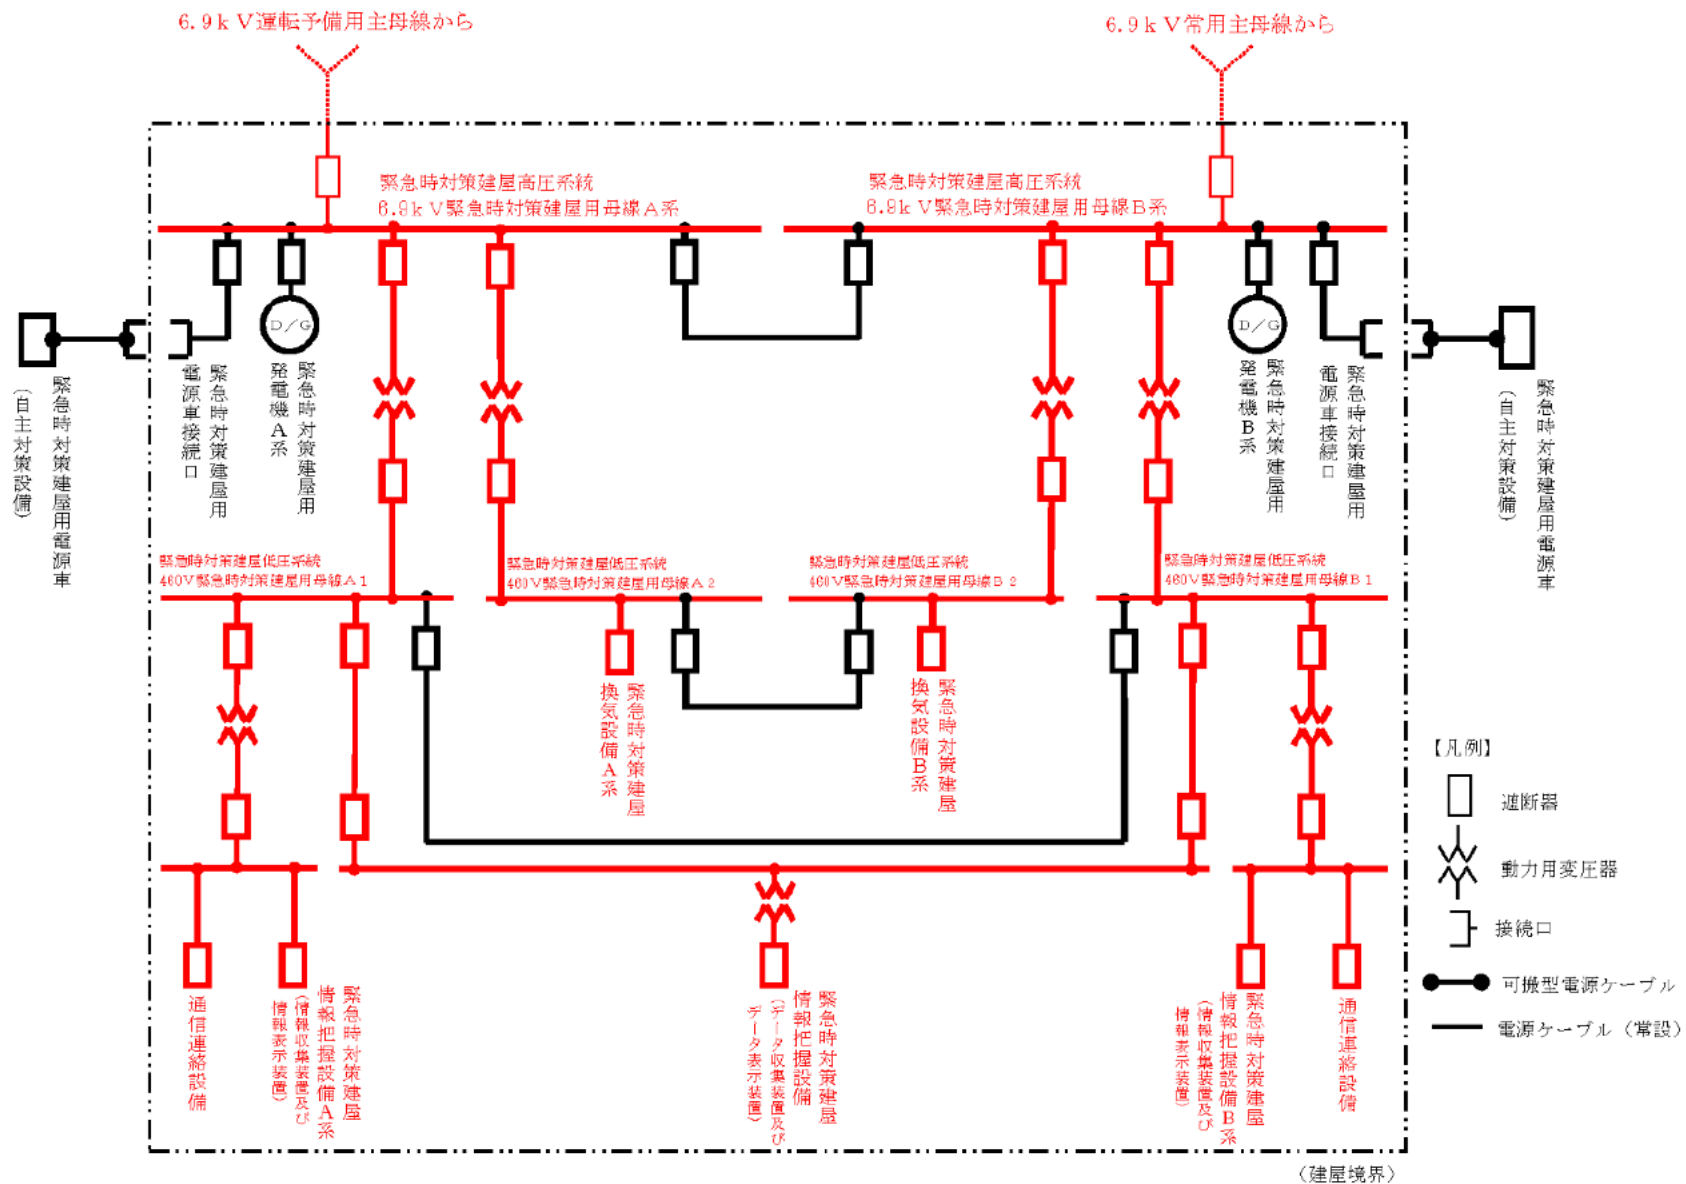 6.9ｋＶ運転予備用主母線から
6.9ｋＶ常用主母線から
緊急時対策建屋高圧系統
6.9ｋＶ緊急時対策建屋用母線Ａ系
緊急時対策建屋高圧系統
6.9ｋＶ緊急時対策建屋用母線Ｂ系
緊急時対策建屋用電源車
（自主対策設備）
緊急時対策建屋用
電源車接続口
D／G
緊急時対策建屋用
発電機Ａ系
D／G
緊急時対策建屋用
発電機Ｂ系
緊急時対策建屋用
電源車接続口
緊急時対策建屋用電源車
（自主対策設備）
緊急時対策建屋低圧系統
460Ｖ緊急時対策建屋用母線Ａ１
緊急時対策建屋低圧系統
460Ｖ緊急時対策建屋用母線Ａ２
緊急時対策建屋低圧系統
460Ｖ緊急時対策建屋用母線Ｂ２
緊急時対策建屋低圧系統
460Ｖ緊急時対策建屋用母線Ｂ１
緊急時対策建屋
換気設備Ａ系
緊急時対策建屋
換気設備Ｂ系
通信連絡設備
緊急時対策建屋
情報把握設備Ａ系
（情報収集装置及び
情報表示装置）
緊急時対策建屋
情報把握設備
（データ収集装置及び
データ表示装置）
緊急時対策建屋
情報把握設備Ｂ系
（情報収集装置及び
情報表示装置）
通信連絡設備
【凡例】
遮断器
動力用変圧器
接続口
可搬型電源ケーブル
電源ケーブル（常設）
（建屋境界）